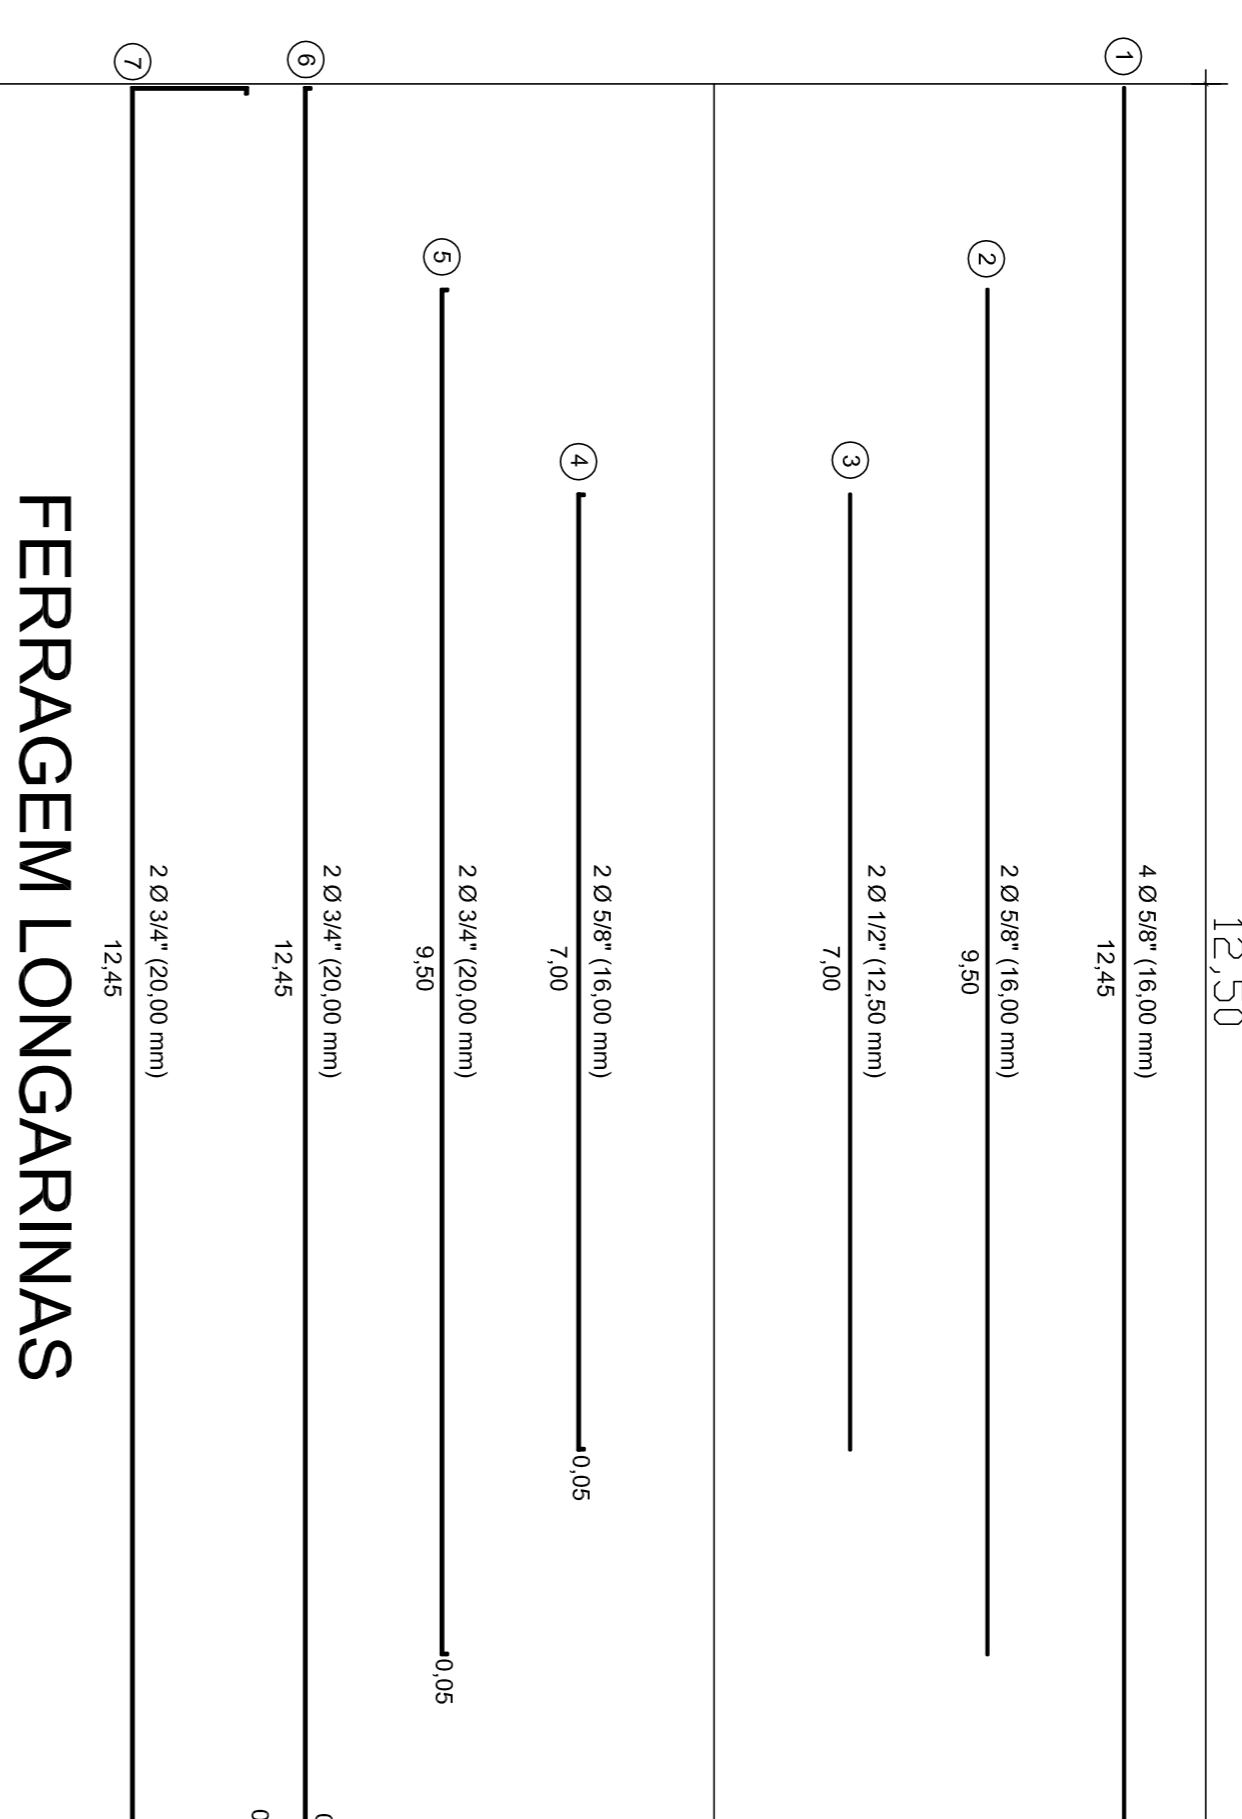 12,50
1
4 Ø 5/8" (16,00 mm)
12,45
2
2 Ø 5/8" (16,00 mm)
9,50
3
2 Ø 1/2" (12,50 mm)
7,00
4
2 Ø 5/8" (16,00 mm)
7,00
0,05
5
2 Ø 3/4" (20,00 mm)
9,50
0,05
6
2 Ø 3/4" (20,00 mm)
12,45
7
2 Ø 3/4" (20,00 mm)
12,45
FERRAGEM LONGARINAS